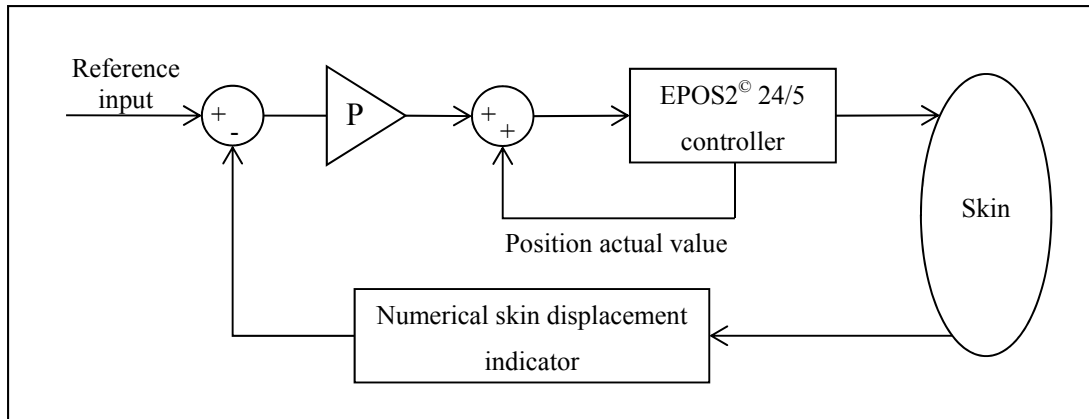 Reference
input
+
-
P
+
+
EPOS2© 24/5
controller
Skin
Position actual value
Numerical skin displacement
indicator